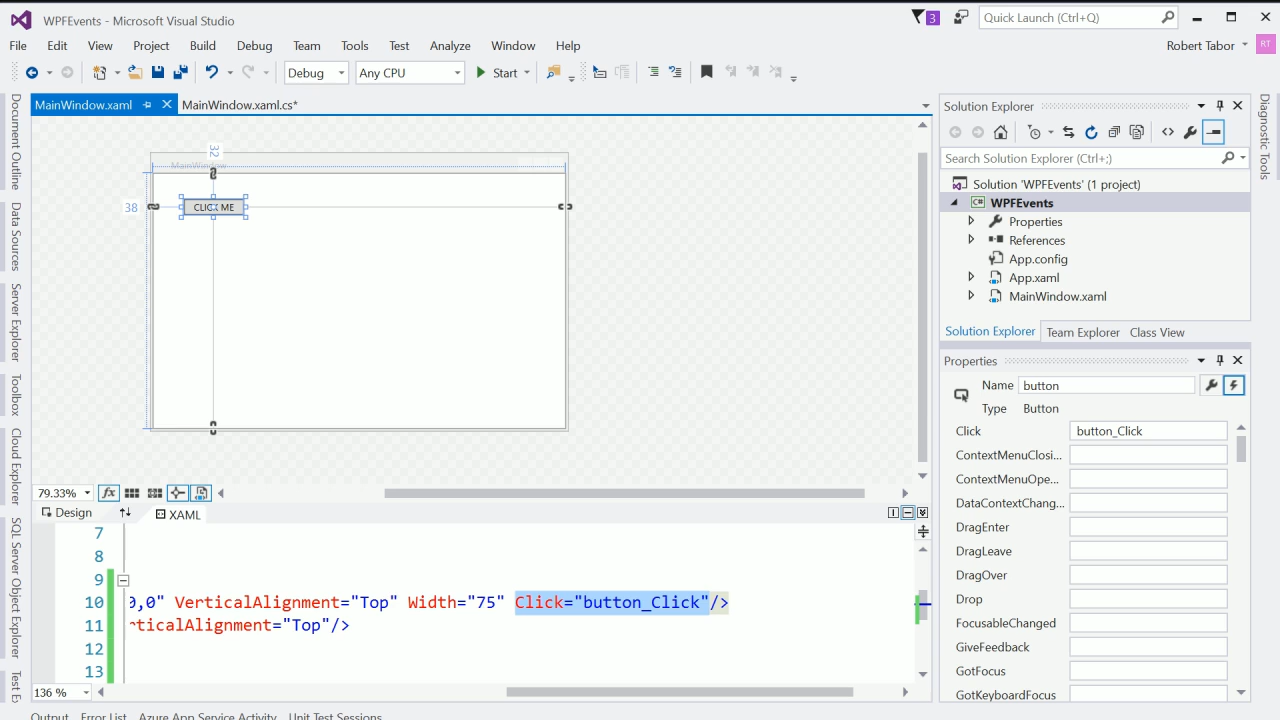 WPFEvents - Microsoft Visual Studio
3
Quick Launch (Ctrl+Q)
File Edit View Project Build Debug Team Tools Test Analyze Window Help
Robert Tabor
RT
Debug
Any CPU
Start
MainWindow.xaml
MainWindow.xaml.cs*
Document Outline
Data Sources
Server Explorer
Toolbox
Cloud Explorer
SQL Server Object Explorer
MainWindow
32
38
CLICK ME
79.33%
Design
XAML
7
8
9
10 0,0" VerticalAlignment="Top" Width="75" Click="button_Click"/>
11 rticalAlignment="Top"/>
12
13
136 %
Output Error List Azure App Service Activity Unit Test Sessions
Solution Explorer
Search Solution Explorer (Ctrl+;)
Solution 'WPFEvents' (1 project)
C# WPFEvents
Properties
References
App.config
App.xaml
MainWindow.xaml
Solution Explorer Team Explorer Class View
Properties
Name button
Type Button
Click button_Click
ContextMenuClosi...
ContextMenuOpe...
DataContextChang...
DragEnter
DragLeave
DragOver
Drop
FocusableChanged
GiveFeedback
GotFocus
GotKeyboardFocus
Diagnostic Tools